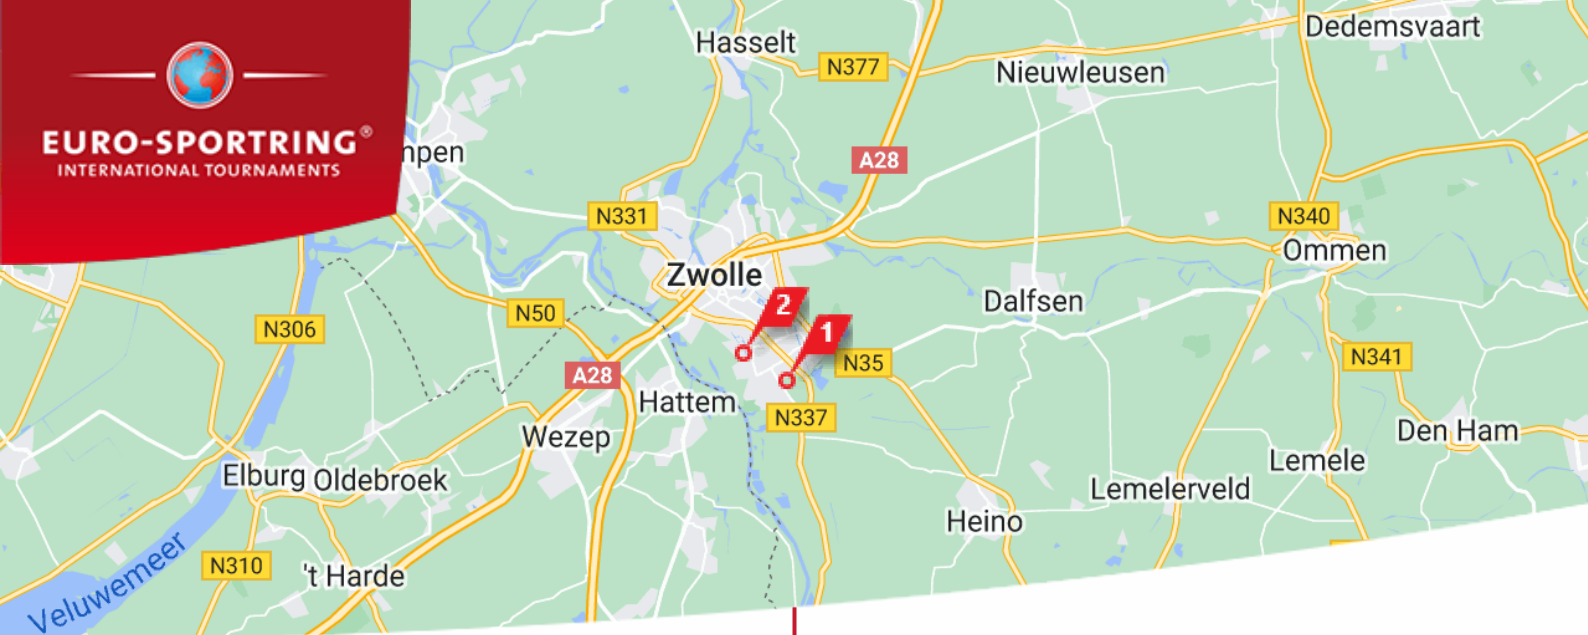 EURO-SPORTRING®
INTERNATIONAL TOURNAMENTS
Hasselt
N377
Nieuwleusen
Dedemsvaart
npen
A28
N331
N340
Ommen
Zwolle
Dalfsen
N306
N50
2
1
N35
N341
A28
Hattem
N337
Wezep
Den Ham
Lemele
Elburg
Oldebroek
Lemelerveld
Heino
N310
't Harde
Veluwemeer